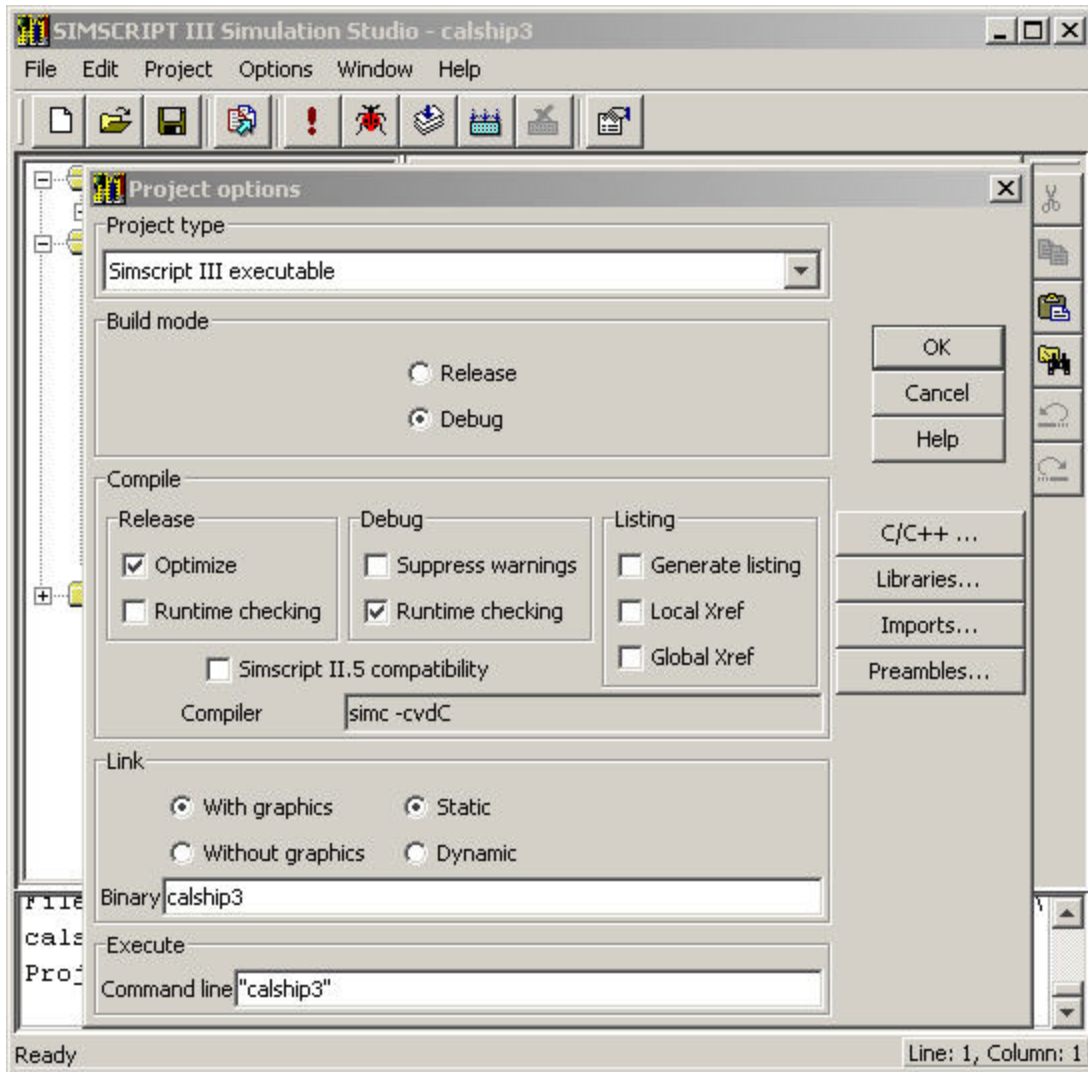 SIMSCRIPT III Simulation Studio - calship3
File Edit Project Options Window Help
Project options
Project type
Simscript III executable
Build mode
Release
Debug
OK
Cancel
Help
Compile
Release
Debug
Listing
Optimize
Suppress warnings
Generate listing
Runtime checking
Runtime checking
Local Xref
Global Xref
Simscript II.5 compatibility
Compiler simc -cvdC
C/C++ ...
Libraries...
Imports...
Preambles...
Link
With graphics
Static
Without graphics
Dynamic
Binary calship3
Execute
Command line "calship3"
File
cals
Proj
Ready
Line: 1, Column: 1